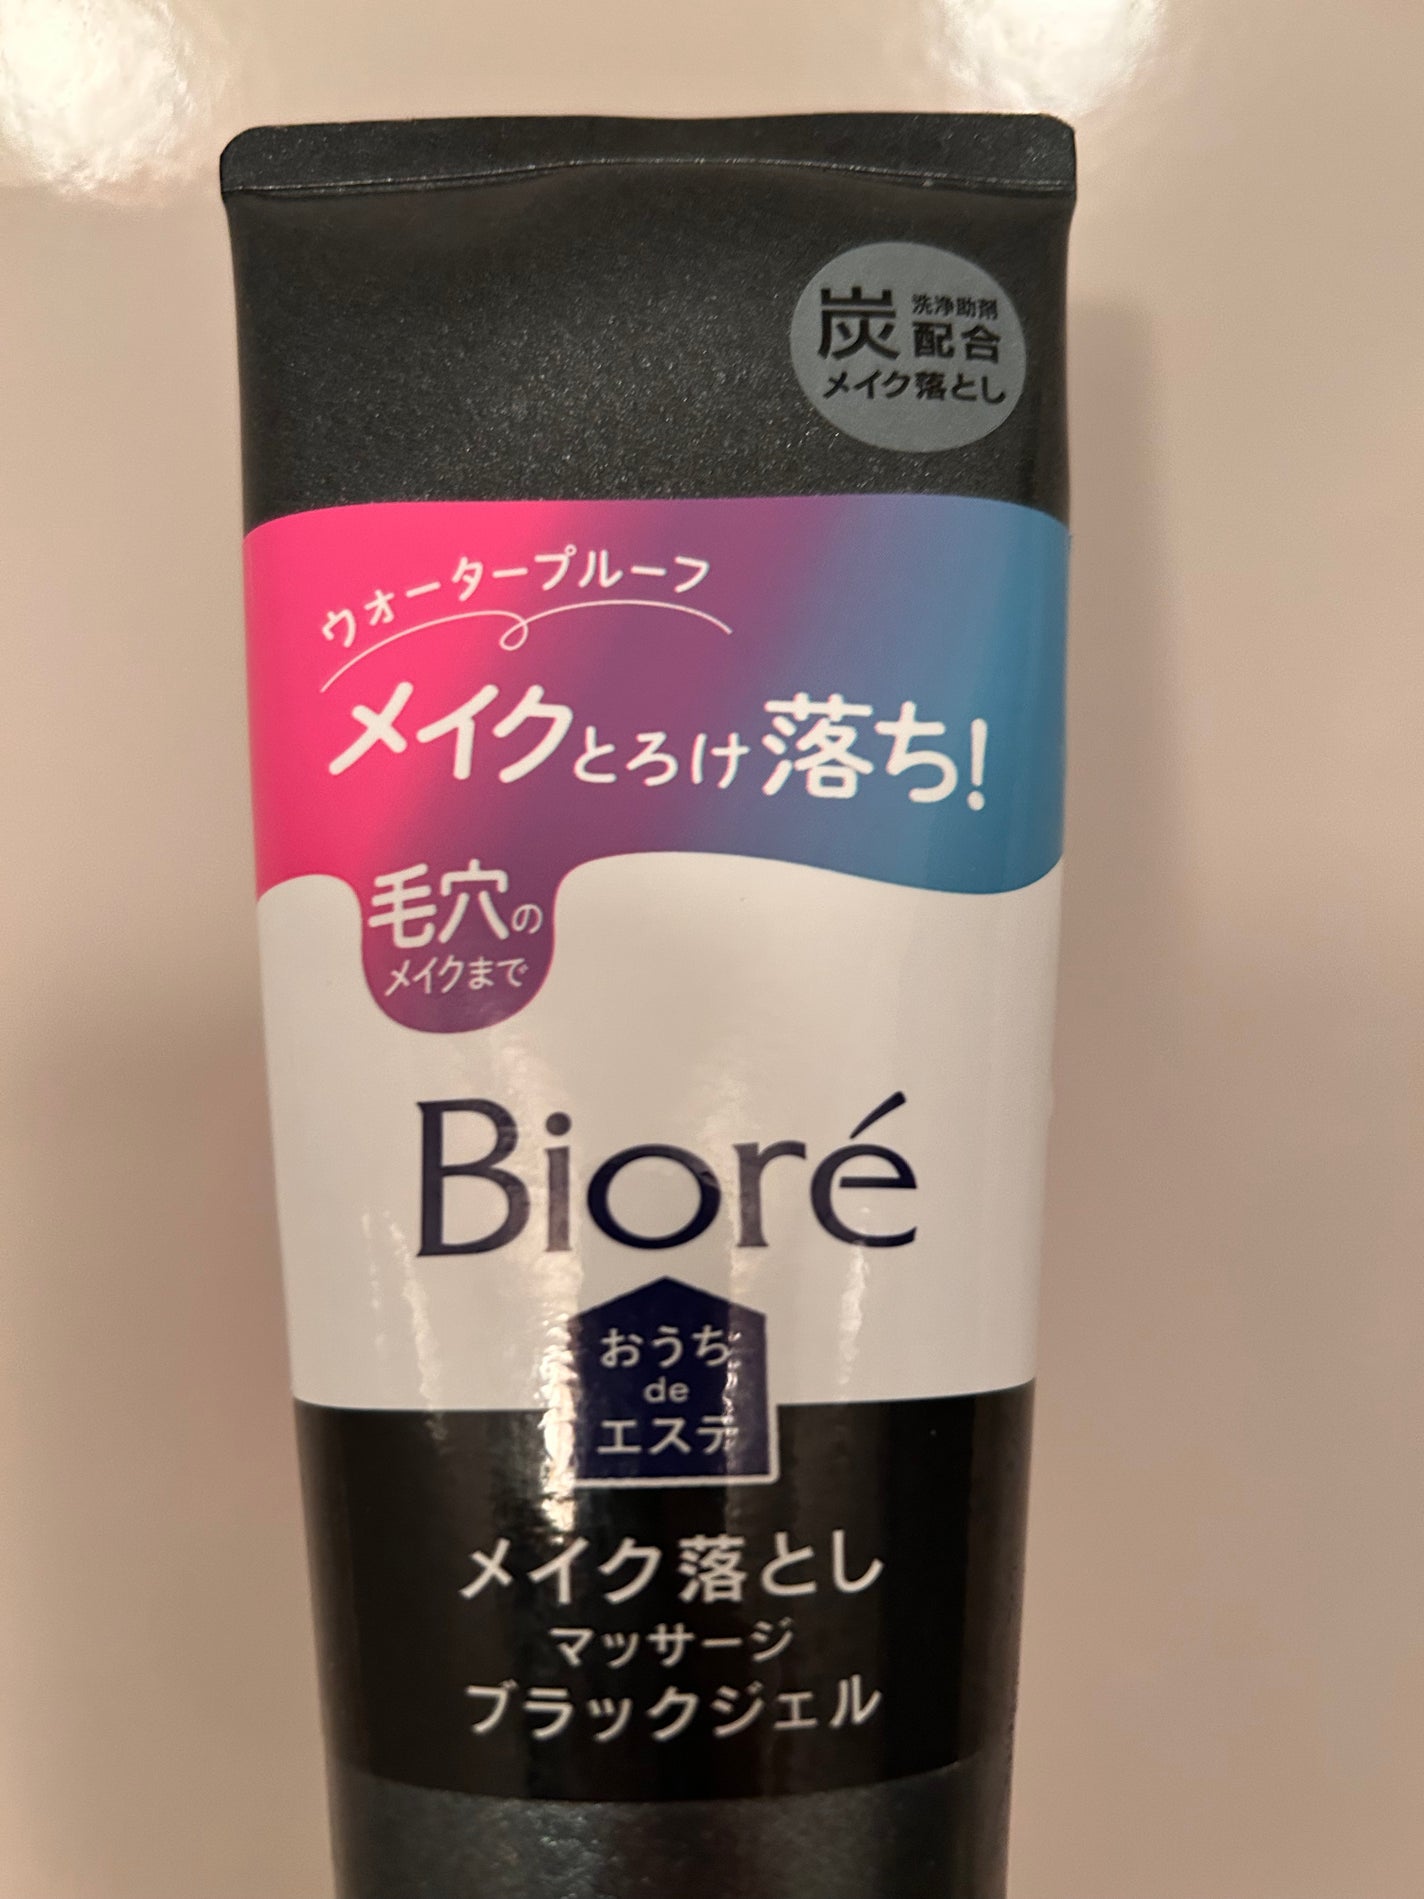 炭 洗浄助剤
配合
メイク落とし
ウォータープルーフ
メイクとろけ落ち!
毛穴の
メイクまで
Bioré
おうち
de
エステ
メイク落とし
マッサージ
ブラックジェル